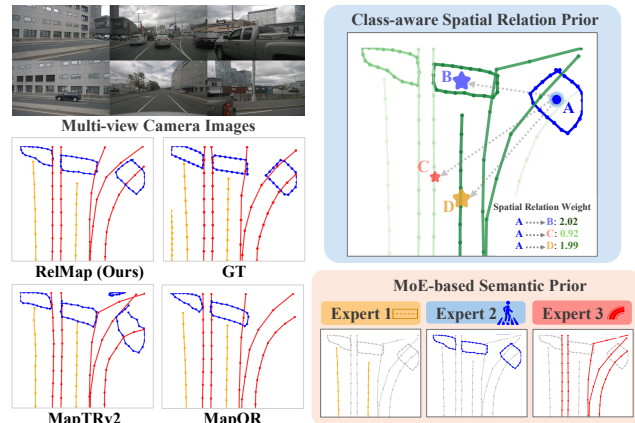 Class-aware Spatial Relation Prior
A
B
C
D
Spatial Relation Weight
A B: 2.02
A C: 0.92
A D: 1.99
Multi-view Camera Images
RelMap (Ours)
GT
MapTRv2
MapQR
MoE-based Semantic Prior
Expert 1
Expert 2
Expert 3